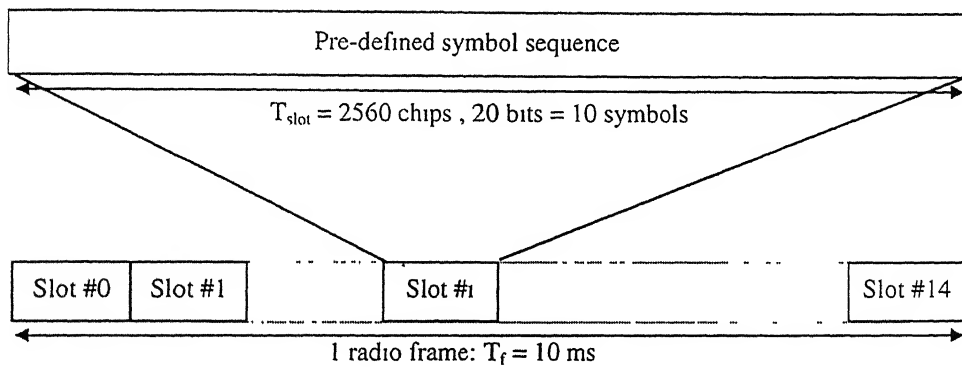 Pre-defined symbol sequence
T_slot = 2560 chips , 20 bits = 10 symbols
Slot #0 Slot #1 Slot #i Slot #14
1 radio frame: T_f = 10 ms